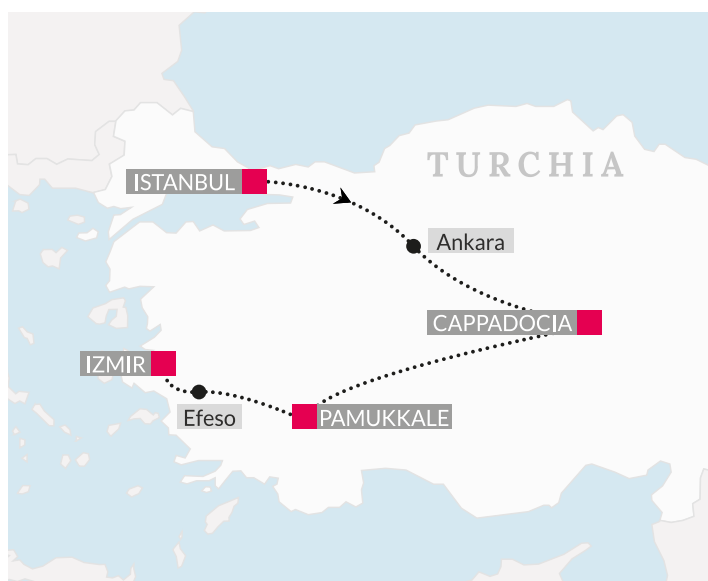 TURCHIA
ISTANBUL
Ankara
CAPPADOCIA
IZMIR
Efeso
PAMUKKALE